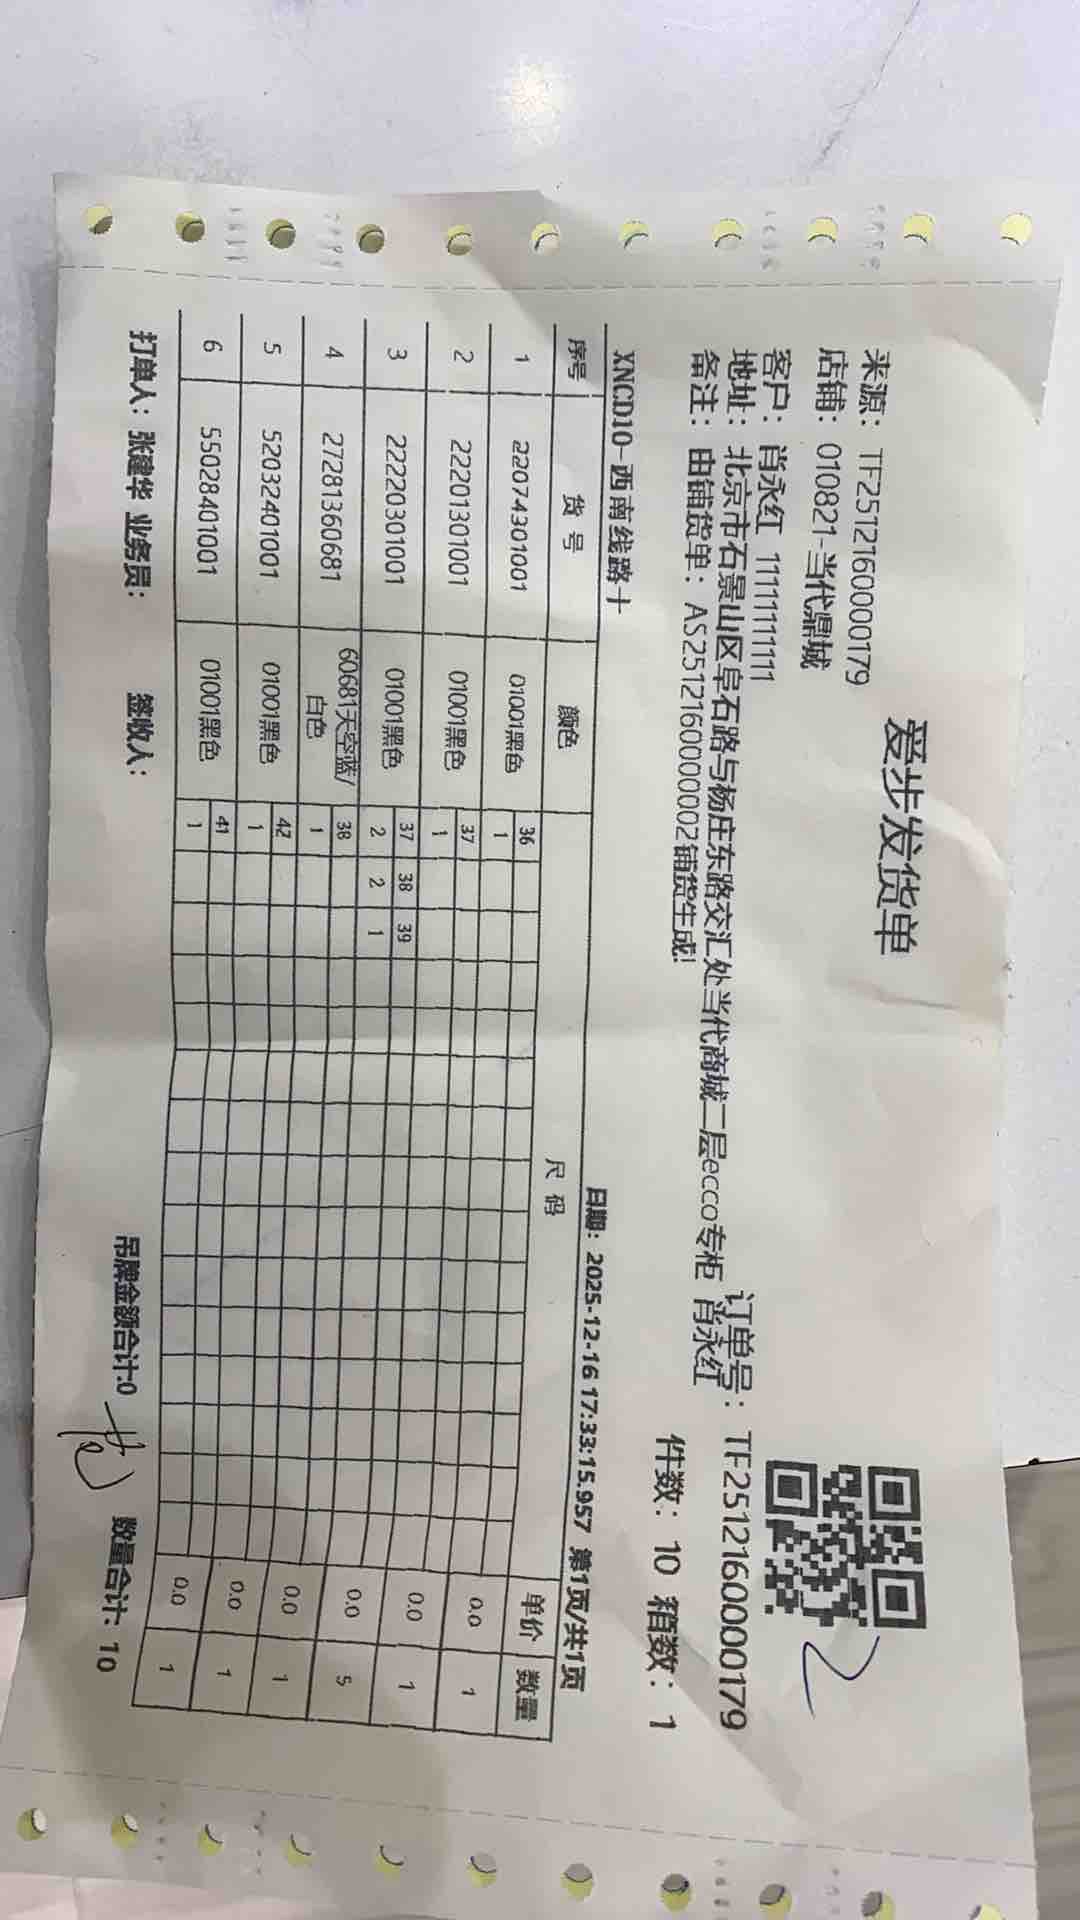 爱步发货单
来源：TF2512160000179
店铺：010821-当代鼎城
订单号：TF2512160000179
客户：肖永红 11111111111
件数：10 箱数：1
地址：北京市石景山区阜石路与杨庄东路交汇处当代商城二层ecco专柜 肖永红
备注：由铺货单：AS2512160000002铺货生成!
XNCD10-西南线路十
日期：2025-12-16 17:33:15.957 第1页/共1页
序号 货号 颜色 尺码 单价 数量
1 22074301001 01001黑色 36 1 0.0 1
2 22201301001 01001黑色 37 1 0.0 1
3 22220301001 01001黑色 37 38 39 2 2 1 0.0 5
4 27281360681 60681天空蓝/白色 38 1 0.0 1
5 52032401001 01001黑色 42 1 0.0 1
6 55028401001 01001黑色 41 1 0.0 1
打单人：张建华 业务员： 签收人： 吊牌金额合计:0 数量合计：10
2